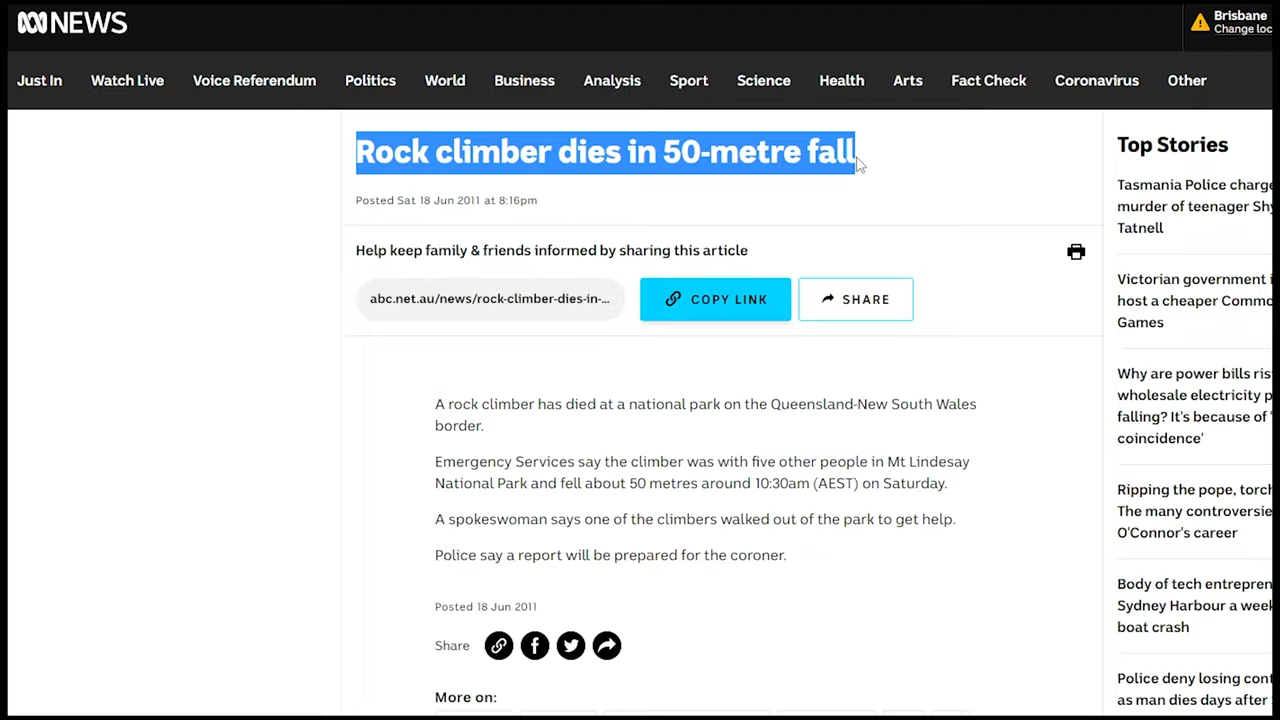 NEWS
Brisbane
Change loc
Just In Watch Live Voice Referendum Politics World Business Analysis Sport Science Health Arts Fact Check Coronavirus Other
Rock climber dies in 50-metre fall
Posted Sat 18 Jun 2011 at 8:16pm
Help keep family & friends informed by sharing this article
abc.net.au/news/rock-climber-dies-in-...
COPY LINK
SHARE
A rock climber has died at a national park on the Queensland-New South Wales
border.
Emergency Services say the climber was with five other people in Mt Lindesay
National Park and fell about 50 metres around 10:30am (AEST) on Saturday.
A spokeswoman says one of the climbers walked out of the park to get help.
Police say a report will be prepared for the coroner.
Posted 18 Jun 2011
Share
More on:
Top Stories
Tasmania Police charge
murder of teenager Shy
Tatnell
Victorian government i
host a cheaper Commo
Games
Why are power bills ris
wholesale electricity p
falling? It's because of '
coincidence'
Ripping the pope, torch
The many controversie
O'Connor's career
Body of tech entrepren
Sydney Harbour a week
boat crash
Police deny losing cont
as man dies days after